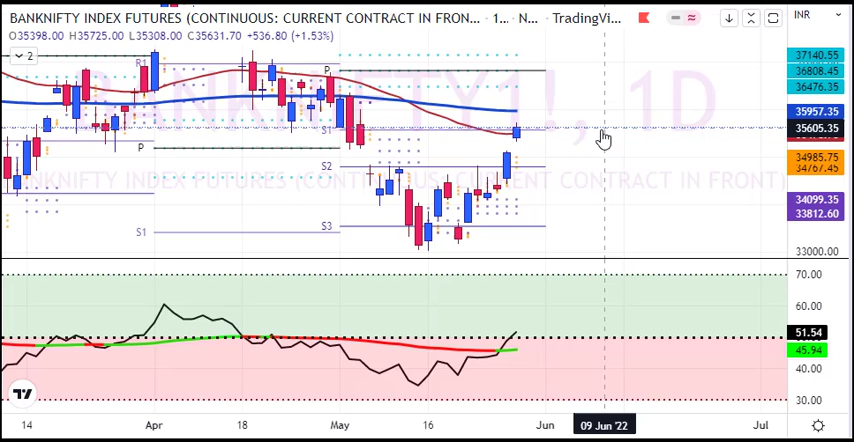 BANKNIFTY INDEX FUTURES (CONTINUOUS: CURRENT CONTRACT IN FRON... · 1... · N... · TradingVi...
INR
O35398.00 H35725.00 L35308.00 C35631.70 +536.80 (+1.53%)
2
BANKNIFTY1!, 1D
BANKNIFTY INDEX FUTURES (CONTINUOUS: CURRENT CONTRACT IN FRONT)
R1
P
S1
P
S2
S1
S3
37140.55
36808.45
36476.35
35957.35
35605.35
34985.75
34767.45
34099.35
33812.60
33000.00
70.00
60.00
51.54
45.94
40.00
30.00
14
Apr
18
May
16
Jun
09 Jun '22
Jul